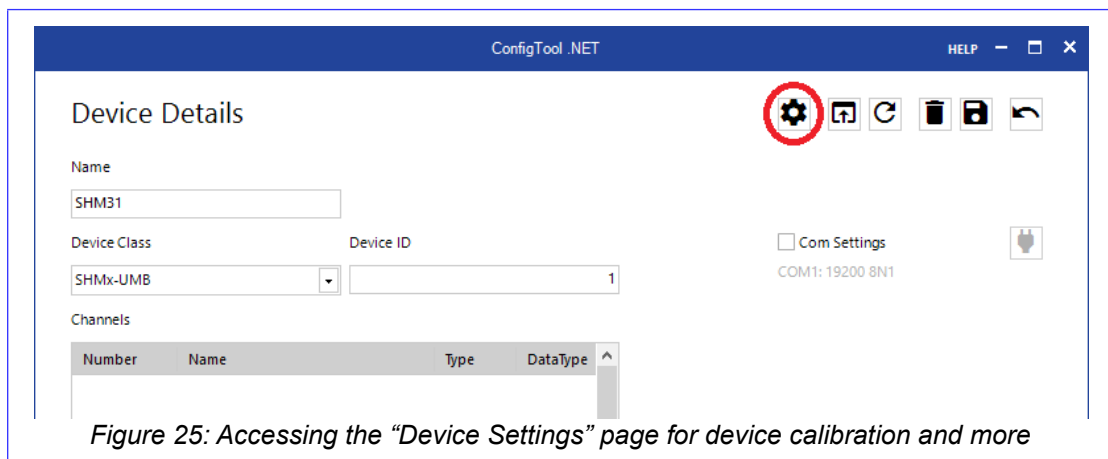 ConfigTool .NET HELP
Device Details
Name
SHM31
Device Class Device ID Com Settings
SHMx-UMB 1 COM1: 19200 8N1
Channels
Number Name Type DataType
Figure 25: Accessing the “Device Settings” page for device calibration and more